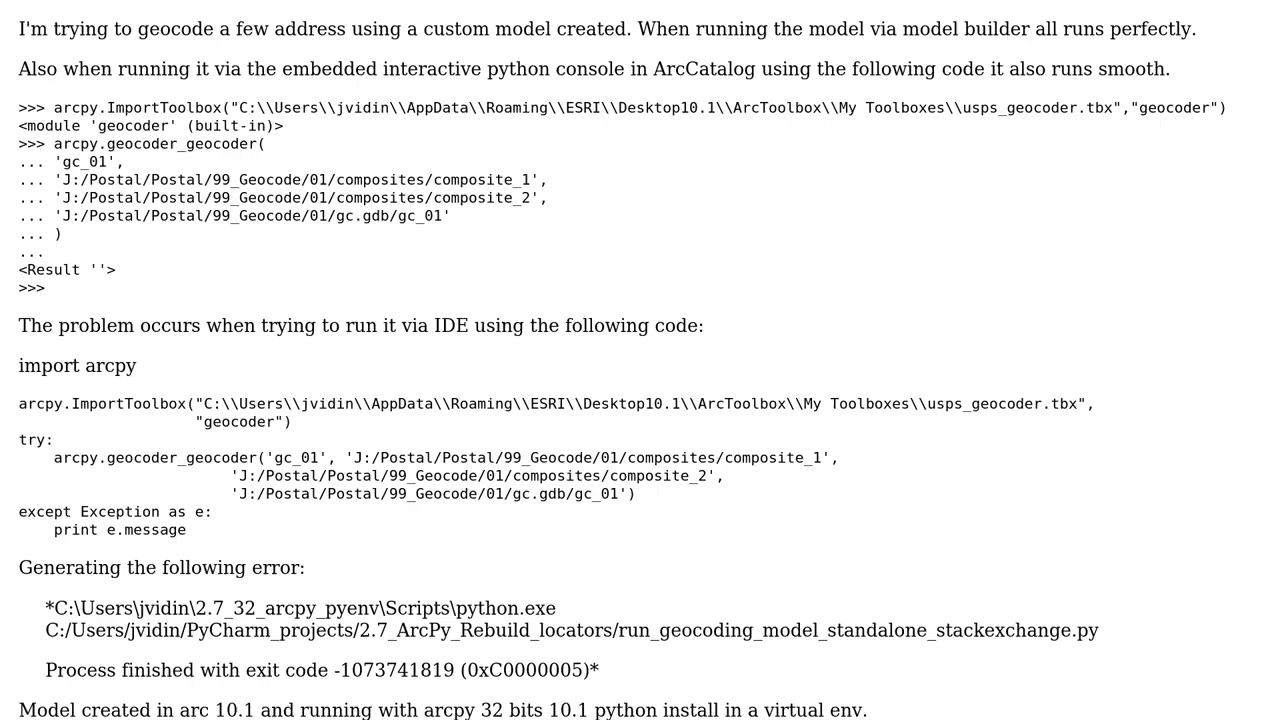 I'm trying to geocode a few address using a custom model created. When running the model via model builder all runs perfectly.
Also when running it via the embedded interactive python console in ArcCatalog using the following code it also runs smooth.
>>> arcpy.ImportToolbox("C:\\Users\\jvidin\\AppData\\Roaming\\ESRI\\Desktop10.1\\ArcToolbox\\My Toolboxes\\usps_geocoder.tbx","geocoder")
<module 'geocoder' (built-in)>
>>> arcpy.geocoder_geocoder(
... 'gc_01',
... 'J:/Postal/Postal/99_Geocode/01/composites/composite_1',
... 'J:/Postal/Postal/99_Geocode/01/composites/composite_2',
... 'J:/Postal/Postal/99_Geocode/01/gc.gdb/gc_01'
... )
...
<Result ''>
>>>
The problem occurs when trying to run it via IDE using the following code:
import arcpy
arcpy.ImportToolbox("C:\\Users\\jvidin\\AppData\\Roaming\\ESRI\\Desktop10.1\\ArcToolbox\\My Toolboxes\\usps_geocoder.tbx",
                    "geocoder")
try:
    arcpy.geocoder_geocoder('gc_01', 'J:/Postal/Postal/99_Geocode/01/composites/composite_1',
                        'J:/Postal/Postal/99_Geocode/01/composites/composite_2',
                        'J:/Postal/Postal/99_Geocode/01/gc.gdb/gc_01')
except Exception as e:
    print e.message
Generating the following error:
*C:\Users\jvidin\2.7_32_arcpy_pyenv\Scripts\python.exe
C:/Users/jvidin/PyCharm_projects/2.7_ArcPy_Rebuild_locators/run_geocoding_model_standalone_stackexchange.py
Process finished with exit code -1073741819 (0xC0000005)*
Model created in arc 10.1 and running with arcpy 32 bits 10.1 python install in a virtual env.